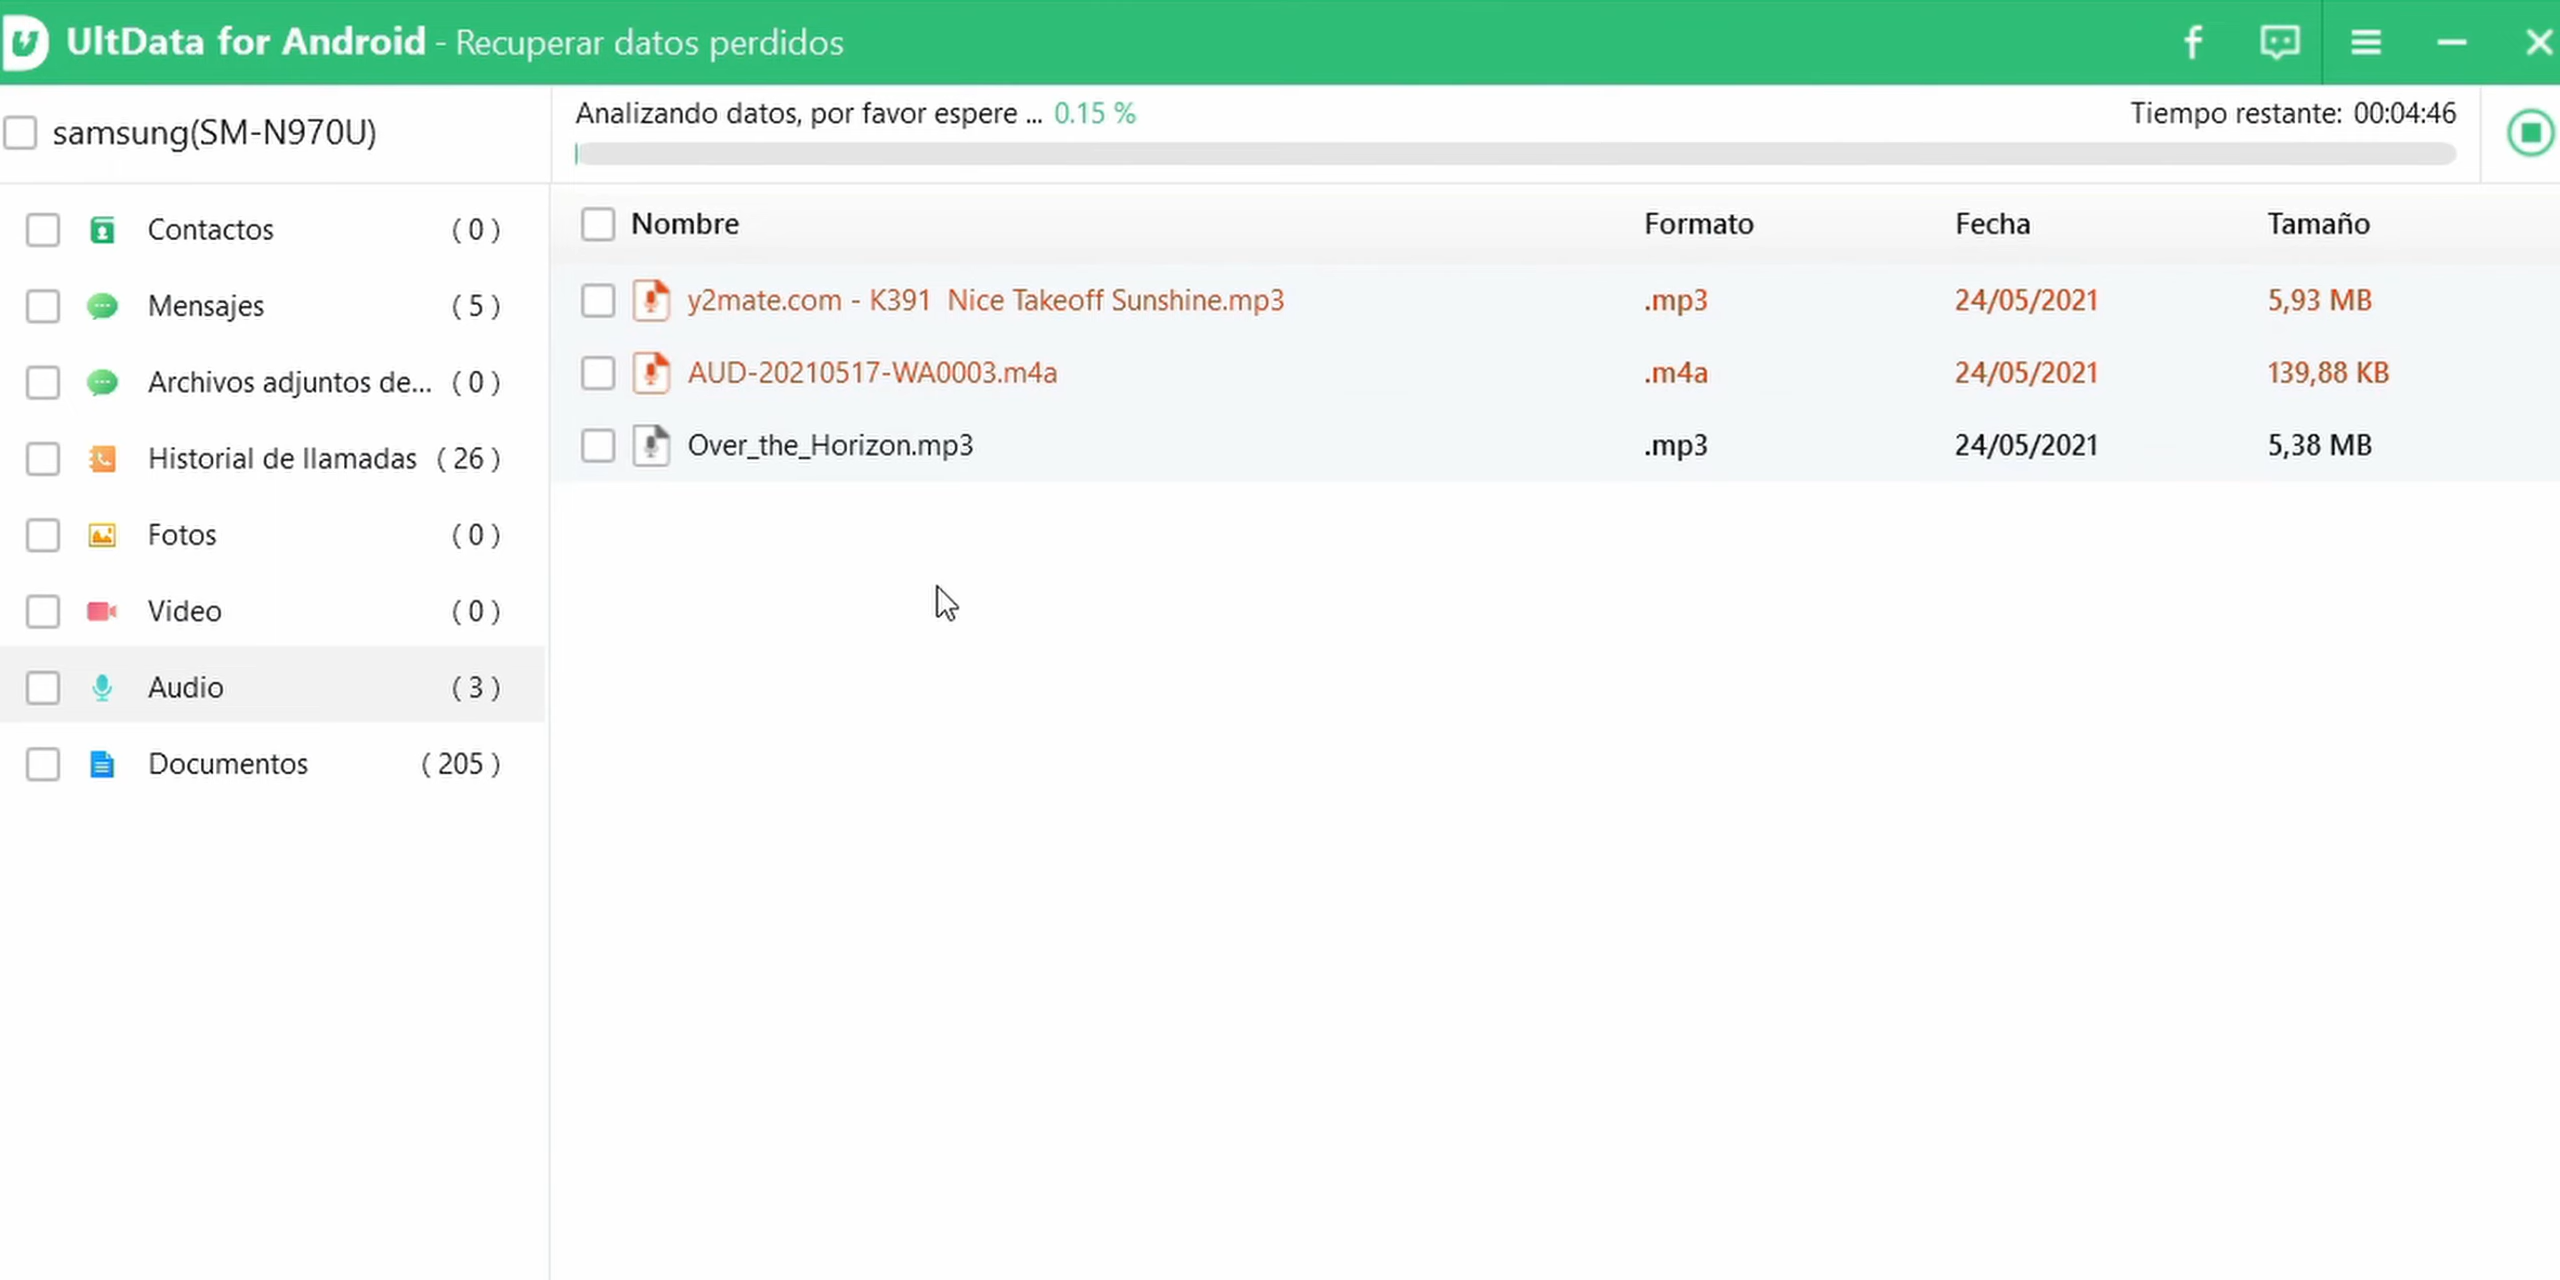 UltData for Android - Recuperar datos perdidos
samsung(SM-N970U)
Analizando datos, por favor espere ... 0.15 %
Tiempo restante: 00:04:46
Contactos ( 0 )
Mensajes ( 5 )
Archivos adjuntos de... ( 0 )
Historial de llamadas ( 26 )
Fotos ( 0 )
Video ( 0 )
Audio ( 3 )
Documentos ( 205 )
Nombre Formato Fecha Tamaño
y2mate.com - K391  Nice Takeoff Sunshine.mp3 .mp3 24/05/2021 5,93 MB
AUD-20210517-WA0003.m4a .m4a 24/05/2021 139,88 KB
Over_the_Horizon.mp3 .mp3 24/05/2021 5,38 MB